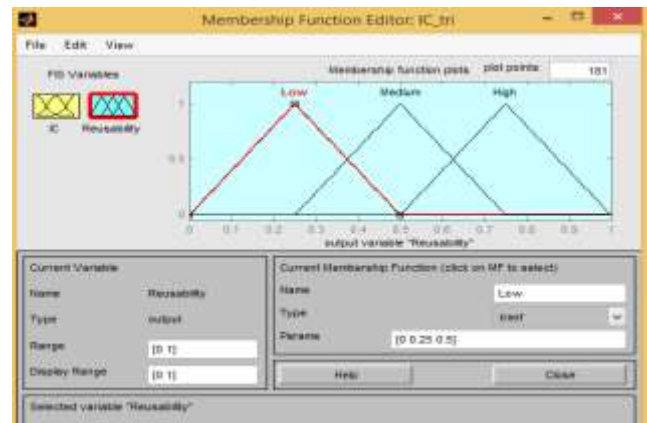 Membership Function Editor: IC_tri
File Edit View
FIS Variables
Membership function plots
plot points:
181
IC
Reusability
Low
Medium
High
1
0.5
0
0 0.1 0.2 0.3 0.4 0.5 0.6 0.7 0.8 0.9 1
output variable "Reusability"
Current Variable
Name
Reusability
Type
output
Range
[0 1]
Display Range
[0 1]
Current Membership Function (click on MF to select)
Name
Low
Type
trimf
Params
[0 0.25 0.5]
Help
Close
Selected variable "Reusability"